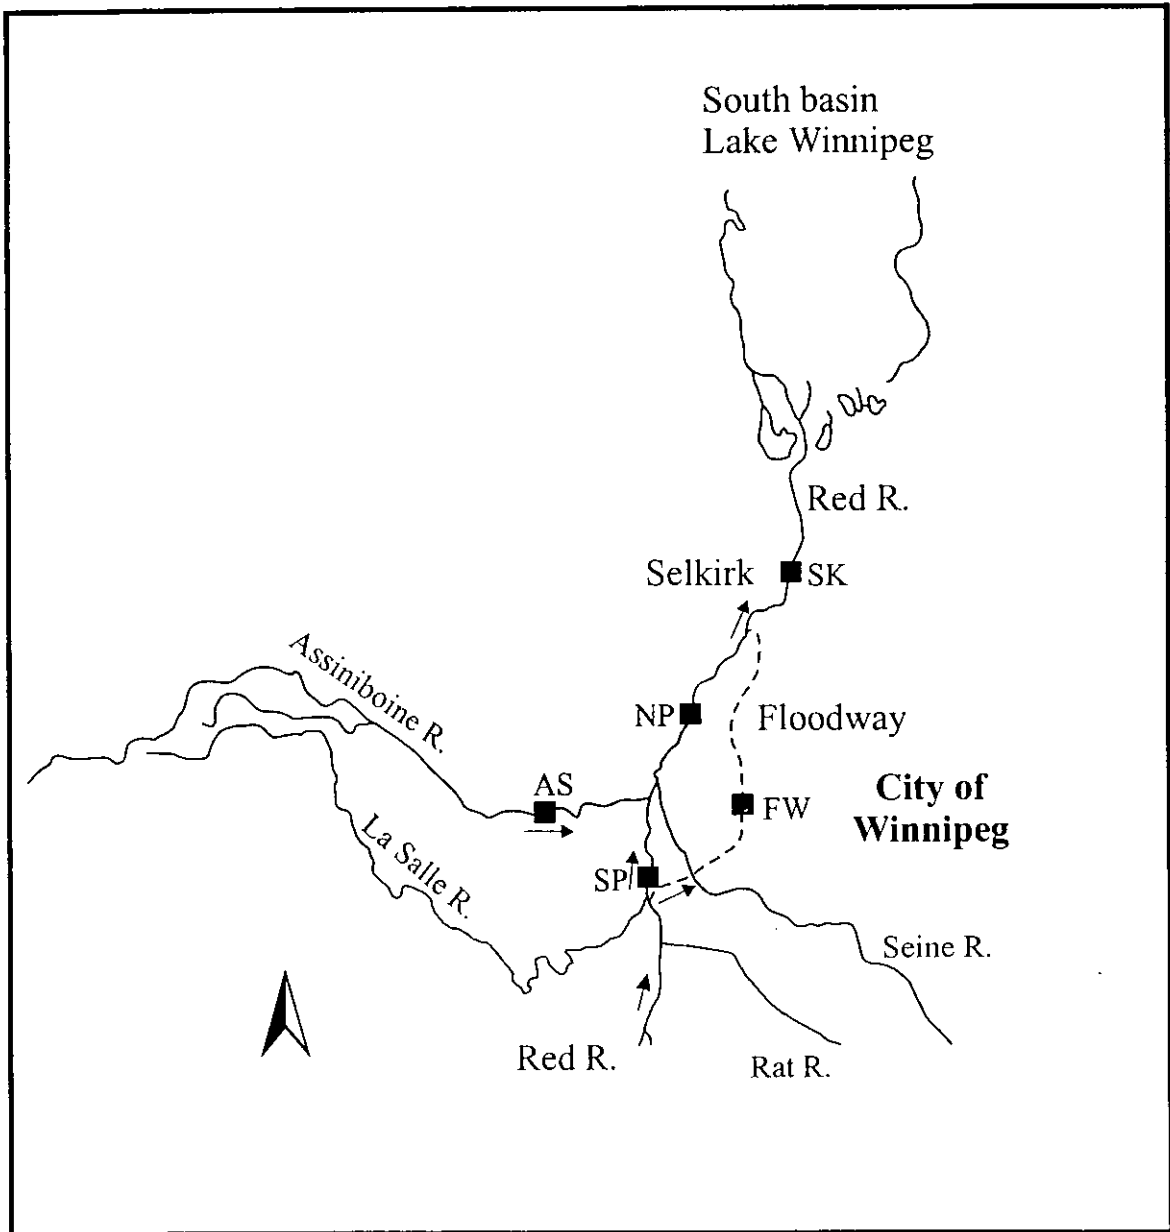 South basin
Lake Winnipeg
Red R.
Selkirk
SK
Assiniboine R.
NP
Floodway
AS
FW
City of
Winnipeg
La Salle R.
SP
Seine R.
Red R.
Rat R.